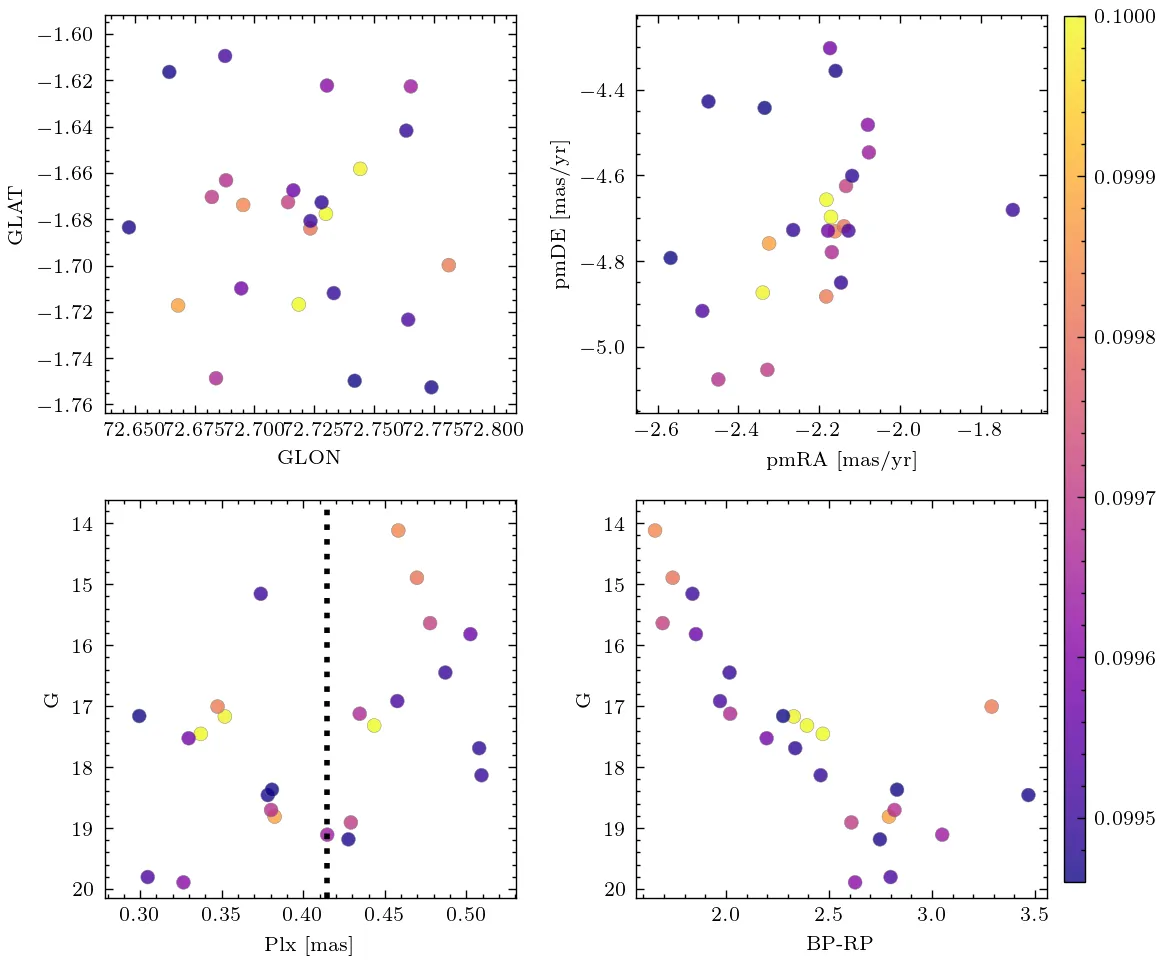 −1.60
−1.62
−1.64
−1.66
−1.68
−1.70
−1.72
−1.74
−1.76
GLAT
72.650 72.675 72.700 72.725 72.750 72.775 72.800
GLON
−4.4
−4.6
−4.8
−5.0
pmDE [mas/yr]
−2.6 −2.4 −2.2 −2.0 −1.8
pmRA [mas/yr]
14
15
16
17
18
19
20
G
0.30 0.35 0.40 0.45 0.50
Plx [mas]
14
15
16
17
18
19
20
G
2.0 2.5 3.0 3.5
BP-RP
0.1000
0.0999
0.0998
0.0997
0.0996
0.0995